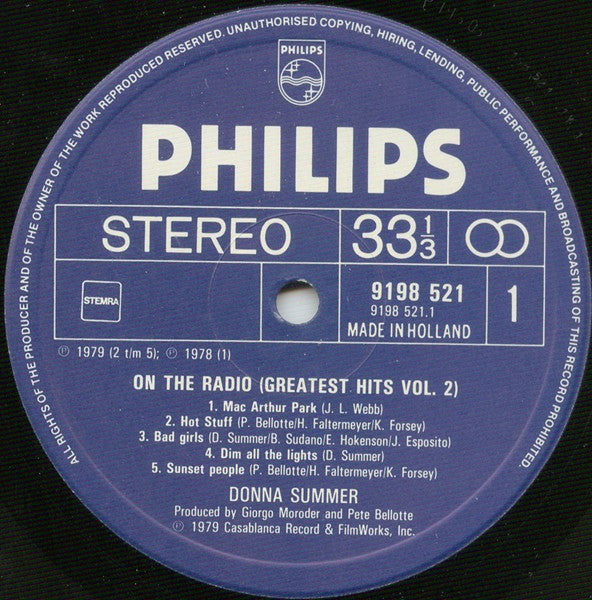 ALL RIGHTS OF THE PRODUCER AND OF THE OWNER OF THE WORK REPRODUCED RESERVED. UNAUTHORISED COPYING, HIRING, LENDING, PUBLIC PERFORMANCE AND BROADCASTING OF THIS RECORD PROHIBITED.
PHILIPS
PHILIPS
STEREO
33 1/3
STEMRA
9198 521
9198 521.1
MADE IN HOLLAND
1
℗ 1979 (2 t/m 5); ℗ 1978 (1)
ON THE RADIO (GREATEST HITS VOL. 2)
1. Mac Arthur Park (J. L. Webb)
2. Hot Stuff (P. Bellotte/H. Faltermeyer/K. Forsey)
3. Bad girls (D. Summer/B. Sudano/E. Hokenson/J. Esposito)
4. Dim all the lights (D. Summer)
5. Sunset people (P. Bellotte/H. Faltermeyer/K. Forsey)
DONNA SUMMER
Produced by Giorgo Moroder and Pete Bellotte
℗ 1979 Casablanca Record & FilmWorks, Inc.